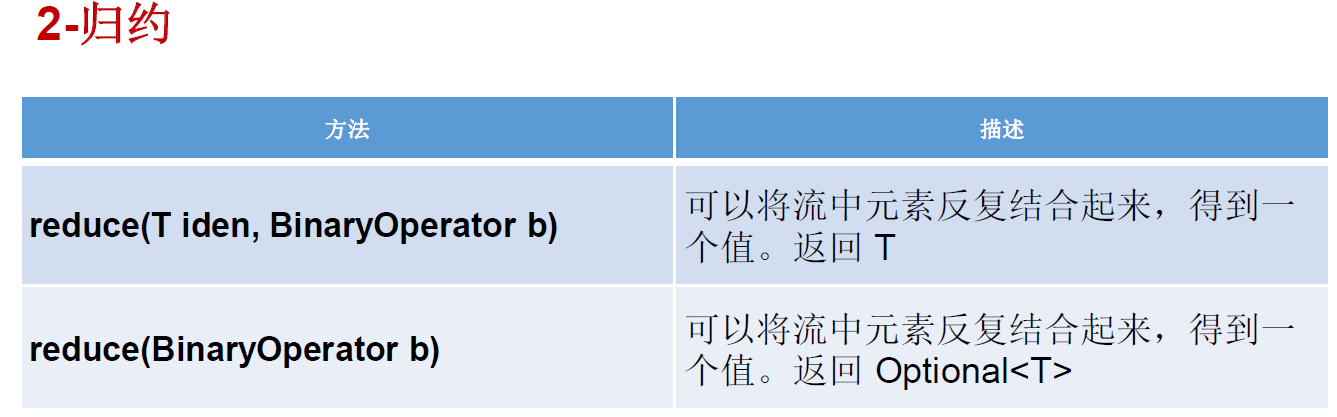 2-归约
方法
描述
reduce(T iden, BinaryOperator b)
可以将流中元素反复结合起来，得到一
个值。返回 T
reduce(BinaryOperator b)
可以将流中元素反复结合起来，得到一
个值。返回 Optional<T>